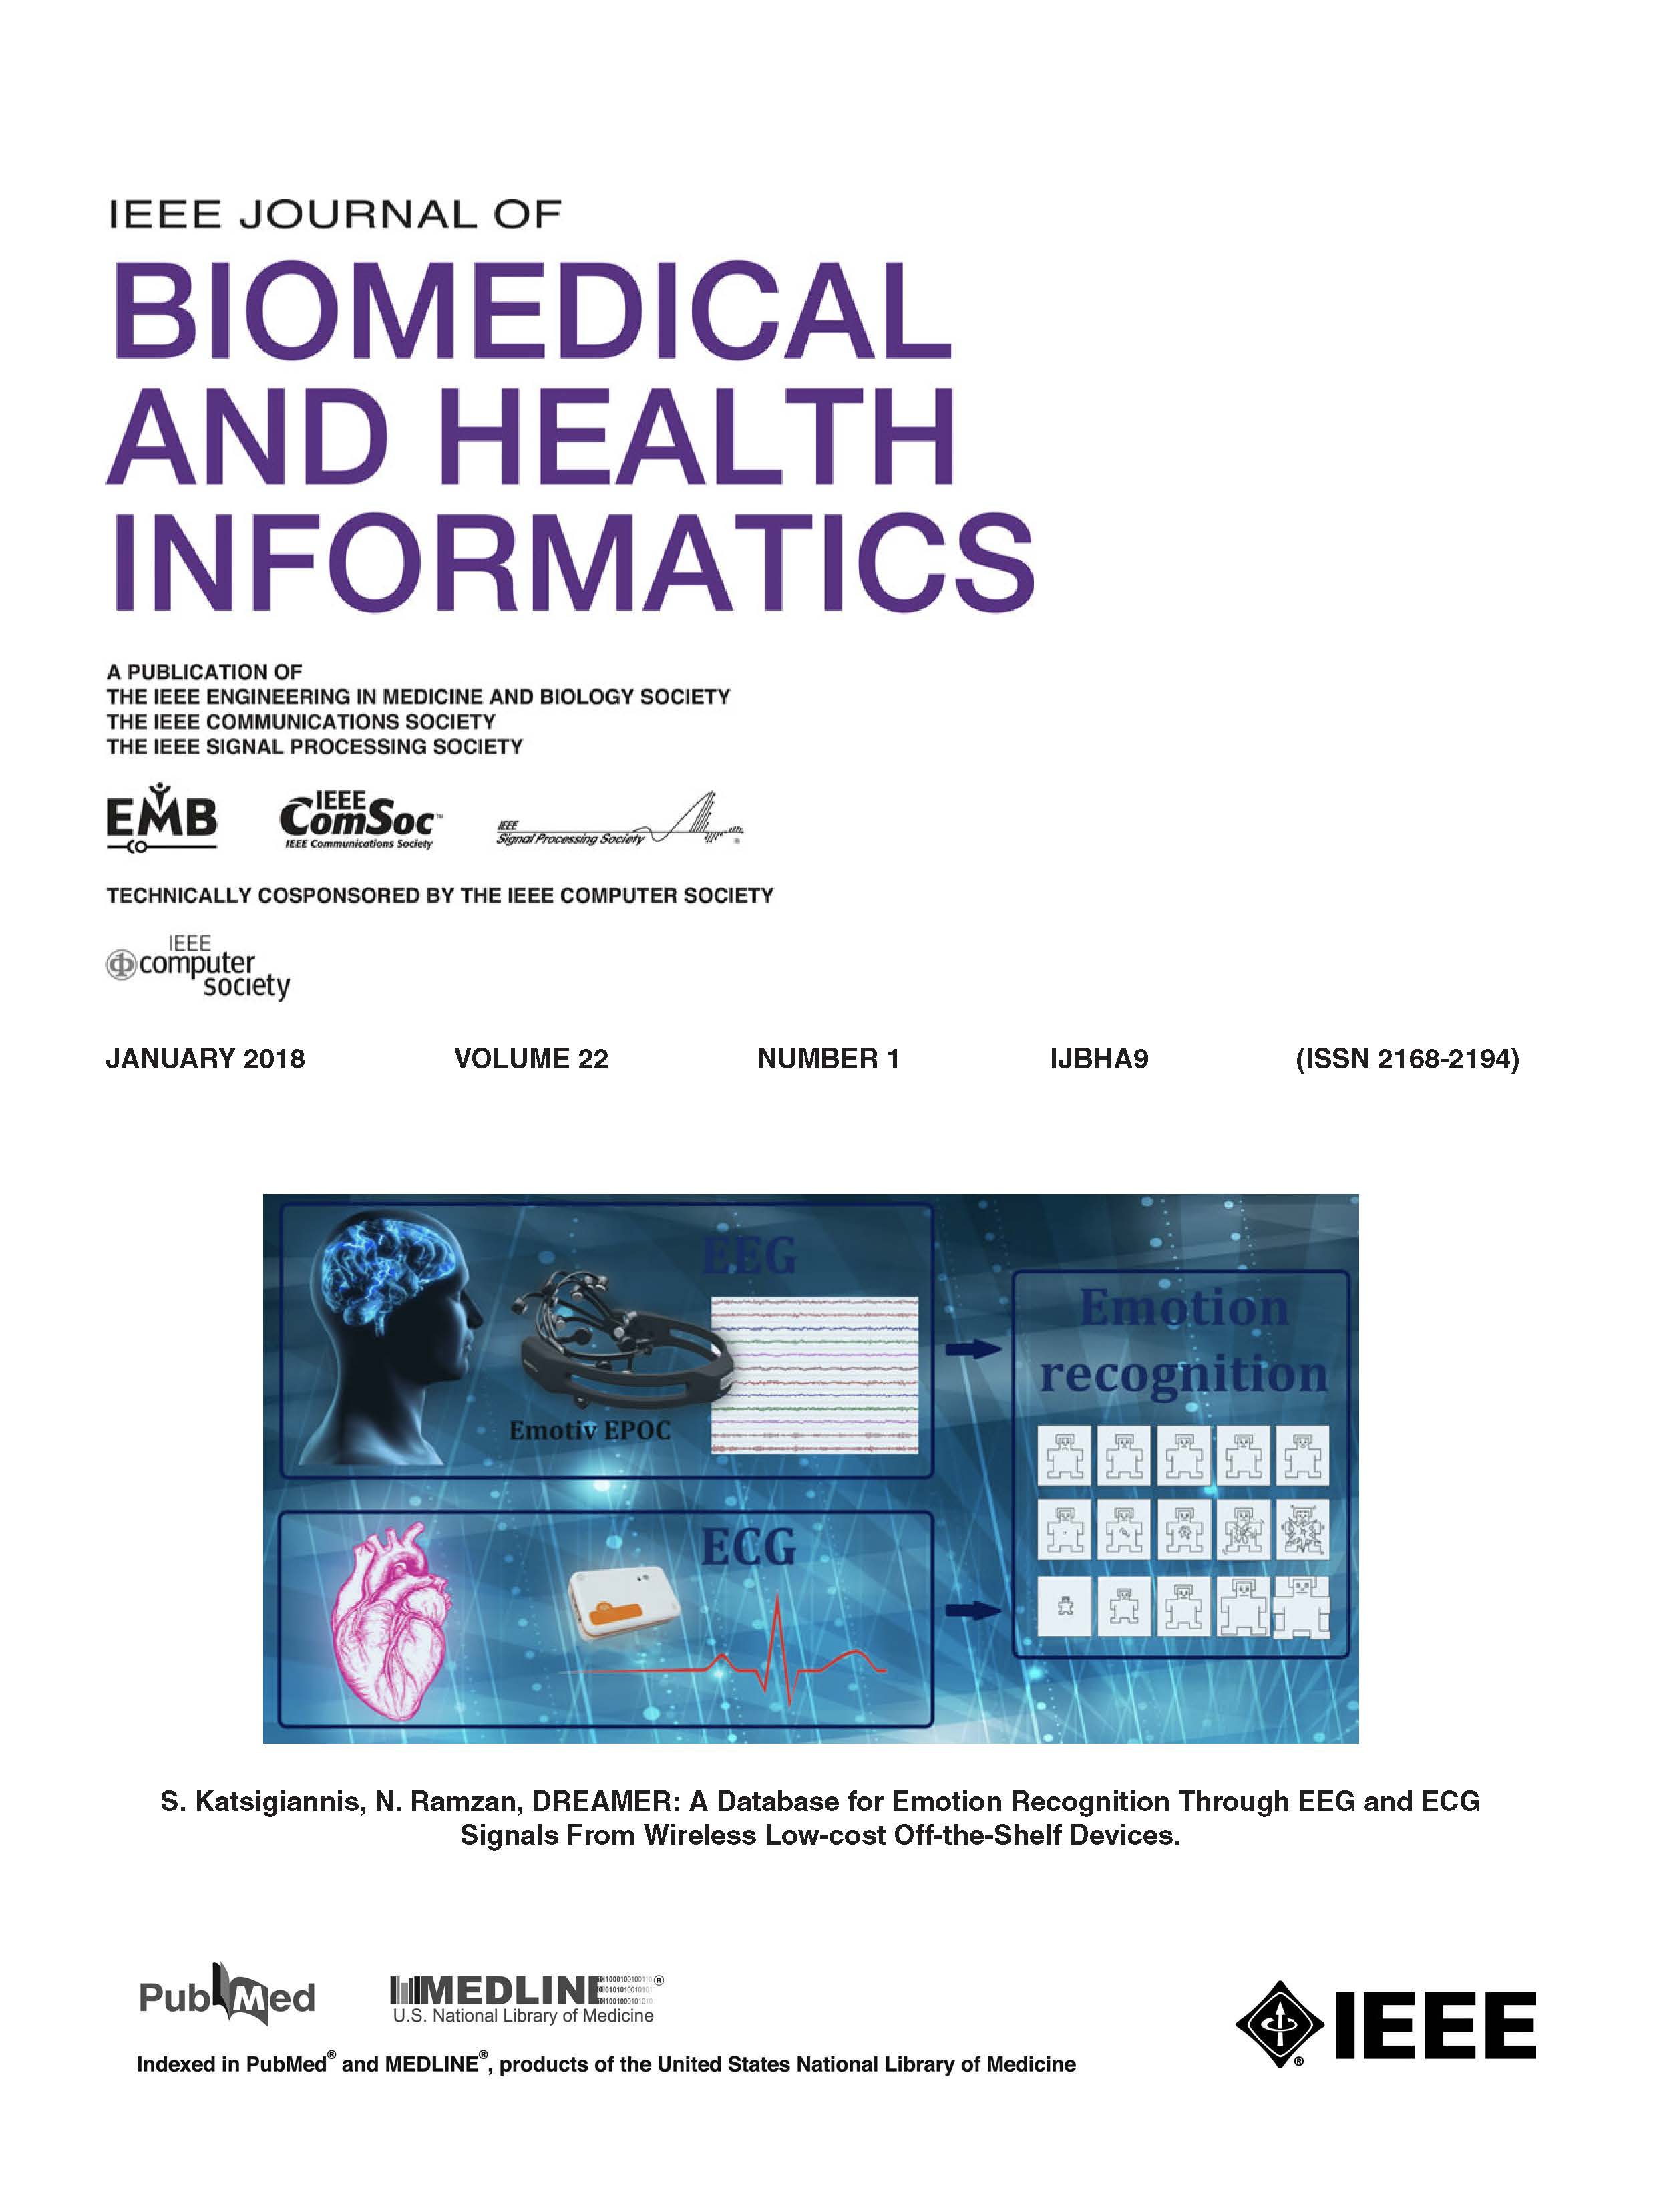 IEEE JOURNAL OF
BIOMEDICAL
AND HEALTH
INFORMATICS
A PUBLICATION OF
THE IEEE ENGINEERING IN MEDICINE AND BIOLOGY SOCIETY
THE IEEE COMMUNICATIONS SOCIETY
THE IEEE SIGNAL PROCESSING SOCIETY
EMB
IEEE
ComSoc™
IEEE Communications Society
IEEE
Signal Processing Society ®
TECHNICALLY COSPONSORED BY THE IEEE COMPUTER SOCIETY
IEEE
computer
society
JANUARY 2018 VOLUME 22 NUMBER 1 IJBHA9 (ISSN 2168-2194)
EEG
Emotiv EPOC
ECG
Emotion
recognition
S. Katsigiannis, N. Ramzan, DREAMER: A Database for Emotion Recognition Through EEG and ECG
Signals From Wireless Low-cost Off-the-Shelf Devices.
PubMed
MEDLINE®
U.S. National Library of Medicine
Indexed in PubMed® and MEDLINE®, products of the United States National Library of Medicine
IEEE®